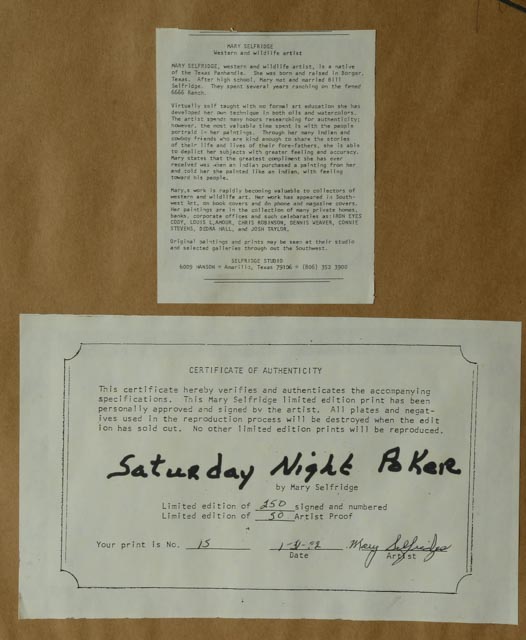 MARY SELFRIDGE
Western and wildlife artist
MARY SELFRIDGE, western and wildlife artist, is a native
of the Texas Panhandle. She was born and raised in Borger,
Texas. After high school, Mary met and married Bill
Selfridge. They spent several years ranching on the famed
6666 Ranch.
Virtually self taught with no formal art education she has
developed her own technique in both oils and watercolors.
The artist spends many hours researching for authenticity;
however, the most valuable time spent is with the people
portraid in her paintings. Through her many indian and
cowboy friends who are kind enough to share the stories
of their life and lives of their fore-fathers, she is able
to depict her subjects with greater feeling and accuracy.
Mary states that the greatest compliment she has ever
received was when an indian purchased a painting from her
and told her she painted like an indian, with feeling
toward his people.
Mary,s work is rapidly becoming valuable to collectors of
western and wildlife art. Her work has appeared in South-
west Art, on book covers and on phone and magazine covers.
Her paintings are in the collection of many private homes,
banks, corporate offices and such celebaraties as:IRON EYES
CODY, LOUIS L,AMOUR, CHRIS ROBINSON, DENNIS WEAVER, CONNIE
STEVENS, DEDRA HALL, and JOSH TAYLOR.
Original paintings and prints may be seen at their studio
and selected galleries through out the Southwest.
SELFRIDGE STUDIO
6009 HANSON = Amarillo, Texas 79106 = (806) 353 3900
CERTIFICATE OF AUTHENTICITY
This certificate hereby verifies and authenticates the accompanying
specifications. This Mary Selfridge limited edition print has been
personally approved and signed by the artist. All plates and negat-
ives used in the reproduction process will be destroyed when the edit
ion has sold out. No other limited edition prints will be reproduced.
Saturday Night Poker
by Mary Selfridge
Limited edition of 250 signed and numbered
Limited edition of 50 Artist Proof
Your print is No. 15 Mary Selfridge
Date Artist